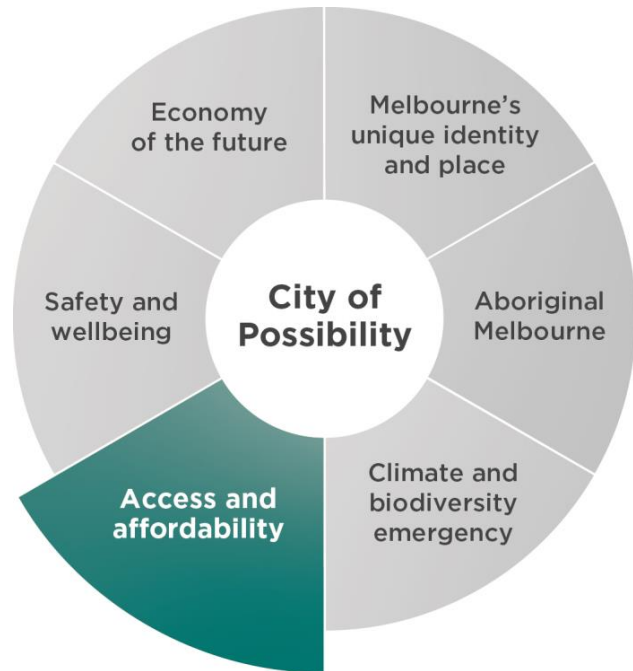 Economy
of the future
Melbourne's
unique identity
and place
Safety and
wellbeing
City of
Possibility
Aboriginal
Melbourne
Access and
affordability
Climate and
biodiversity
emergency